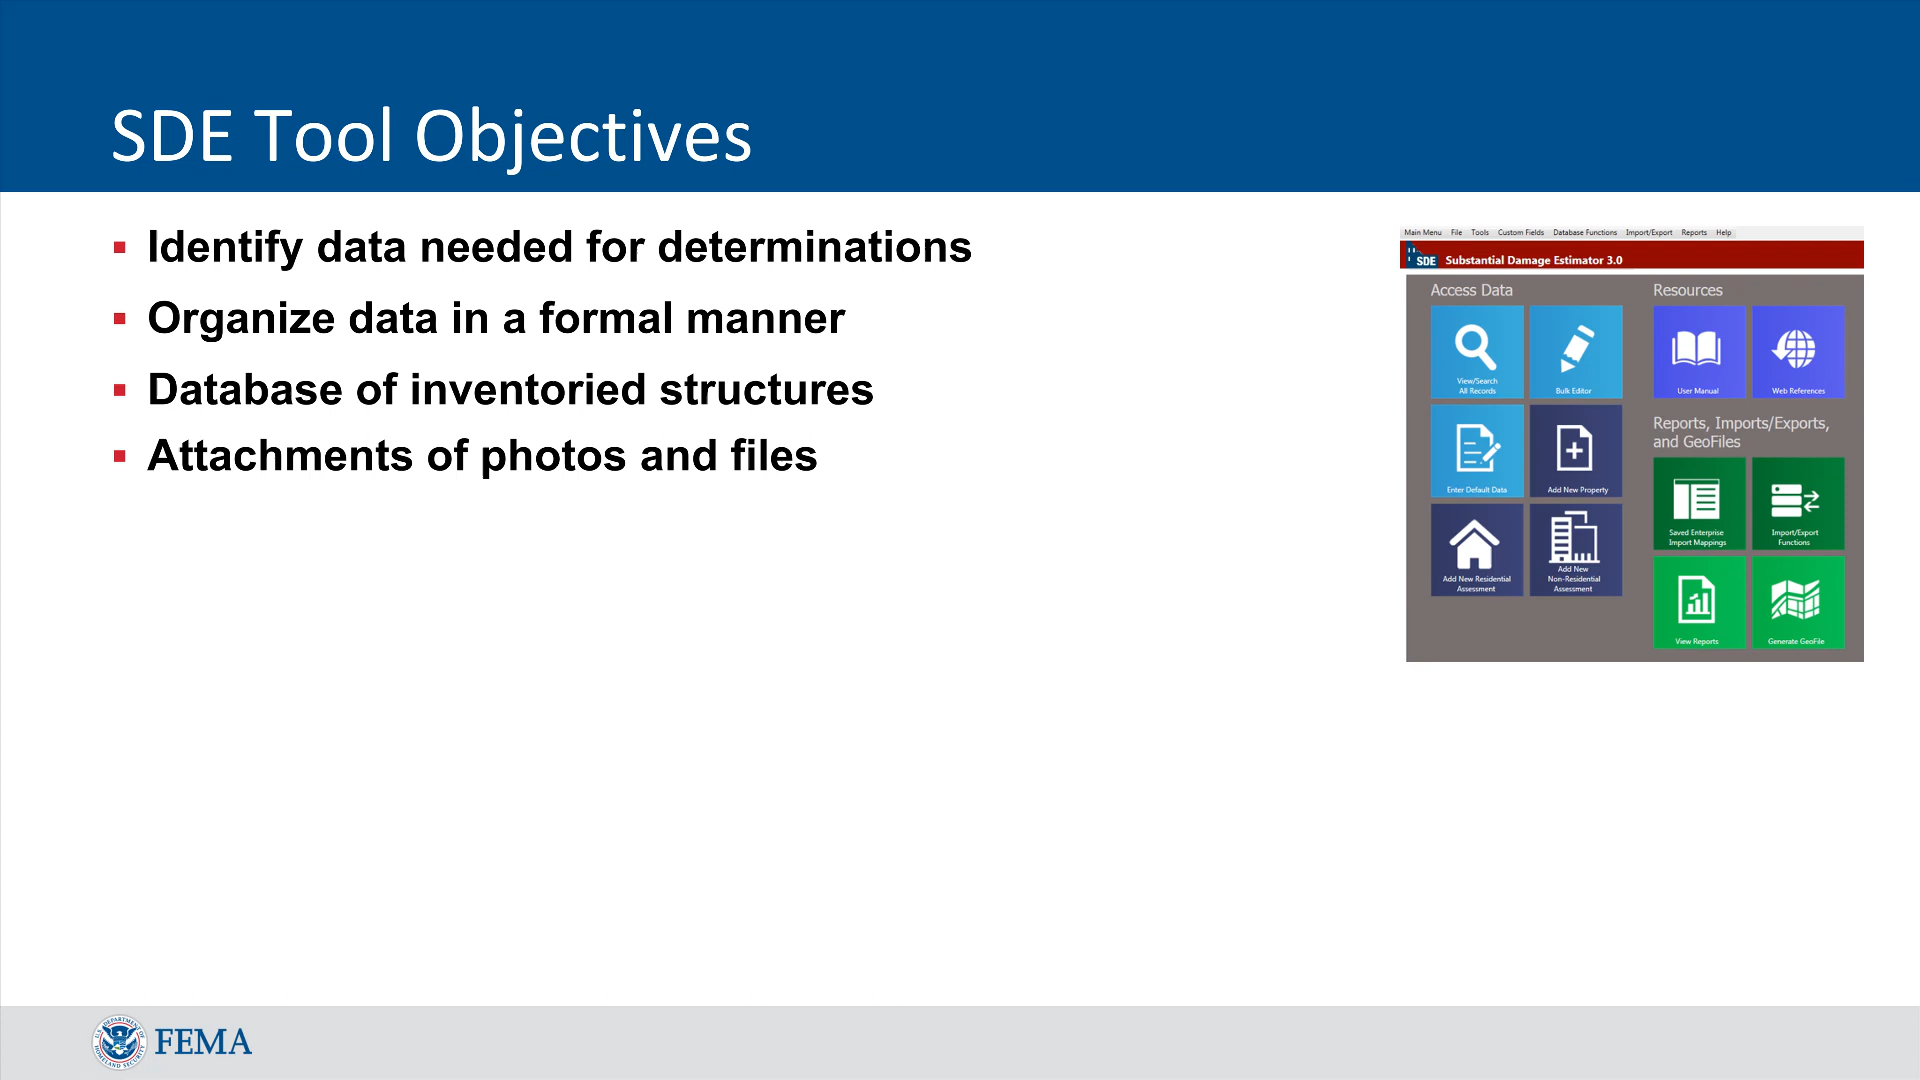 SDE Tool Objectives
Identify data needed for determinations
Organize data in a formal manner
Database of inventoried structures
Attachments of photos and files
Main Menu File Tools Custom Fields Database Functions Import/Export Reports Help
SDE Substantial Damage Estimator 3.0
Access Data
View/Search
All Records
Bulk Editor
Enter Default Data
Add New Property
Add New Residential
Assessment
Add New
Non-Residential
Assessment
Resources
User Manual
Web References
Reports, Imports/Exports,
and GeoFiles
Saved Enterprise
Import Mappings
Import/Export
Functions
View Reports
Generate GeoFile
U.S. DEPARTMENT OF
HOMELAND SECURITY
FEMA